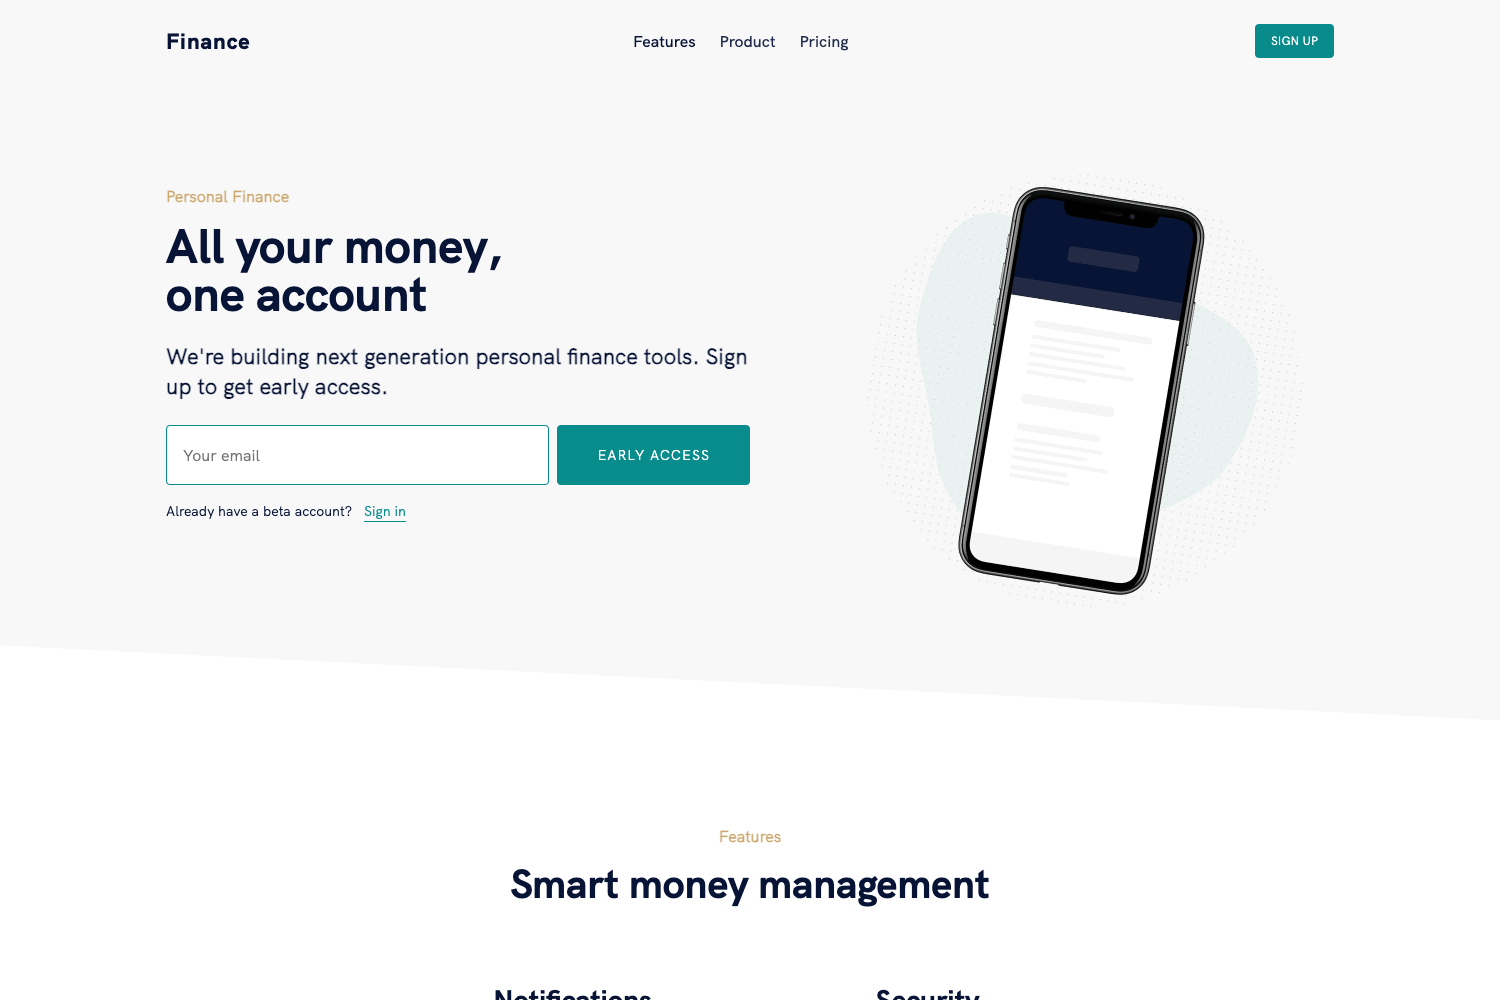 Finance
Features
Product
Pricing
SIGN UP
Personal Finance
All your money,
one account
We're building next generation personal finance tools. Sign
up to get early access.
Your email
EARLY ACCESS
Already have a beta account? Sign in
Features
Smart money management
Notifications
Security